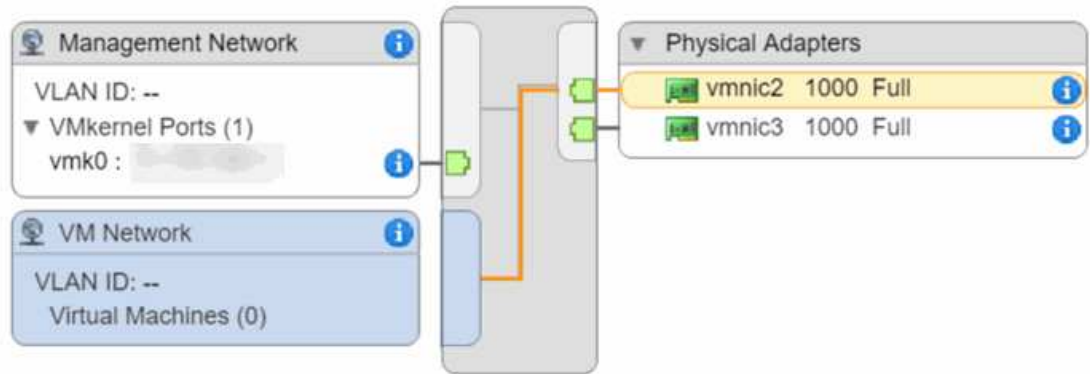 Management Network
VLAN ID: --
VMkernel Ports (1)
vmk0 :
VM Network
VLAN ID: --
Virtual Machines (0)
Physical Adapters
vmnic2 1000 Full
vmnic3 1000 Full